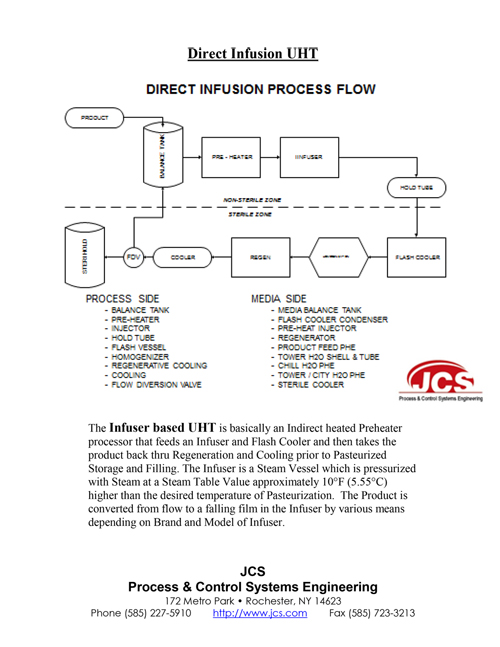 Direct Infusion UHT
DIRECT INFUSION PROCESS FLOW
PRODUCT
BALANCE TANK
PRE - HEATER
IINFUSER
HOLD TUBE
NON-STERILE ZONE
STERILE ZONE
STERI HOLD
FDV
COOLER
REGEN
FLASH COOLER
PROCESS SIDE
- BALANCE TANK
- PRE-HEATER
- INJECTOR
- HOLD TUBE
- FLASH VESSEL
- HOMOGENIZER
- REGENERATIVE COOLING
- COOLING
- FLOW DIVERSION VALVE
MEDIA SIDE
- MEDIA BALANCE TANK
- FLASH COOLER CONDENSER
- PRE-HEAT INJECTOR
- REGENERATOR
- PRODUCT FEED PHE
- TOWER H2O SHELL & TUBE
- CHILL H2O PHE
- TOWER / CITY H2O PHE
- STERILE COOLER
JCS
Process & Control Systems Engineering
The Infuser based UHT is basically an Indirect heated Preheater
processor that feeds an Infuser and Flash Cooler and then takes the
product back thru Regeneration and Cooling prior to Pasteurized
Storage and Filling. The Infuser is a Steam Vessel which is pressurized
with Steam at a Steam Table Value approximately 10°F (5.55°C)
higher than the desired temperature of Pasteurization. The Product is
converted from flow to a falling film in the Infuser by various means
depending on Brand and Model of Infuser.
JCS
Process & Control Systems Engineering
172 Metro Park • Rochester, NY 14623
Phone (585) 227-5910 http://www.jcs.com Fax (585) 723-3213